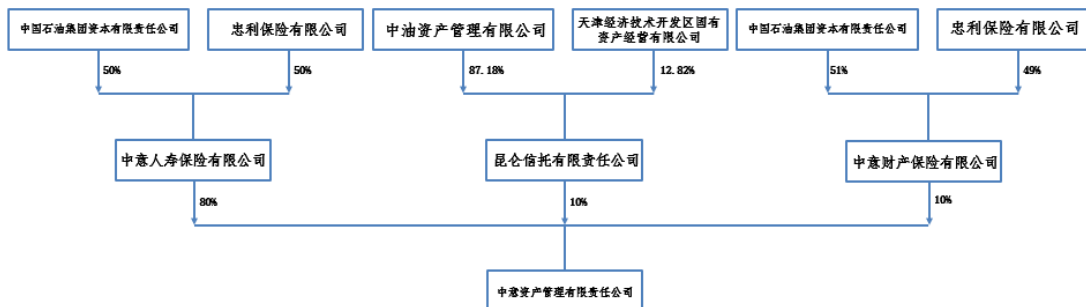 中国石油集团资本有限责任公司
忠利保险有限公司
中油资产管理有限公司
天津经济技术开发区国有
资产经营有限公司
中国石油集团资本有限责任公司
忠利保险有限公司
50%
50%
87.18%
12.82%
51%
49%
中意人寿保险有限公司
昆仑信托有限责任公司
中意财产保险有限公司
80%
10%
10%
中意资产管理有限责任公司